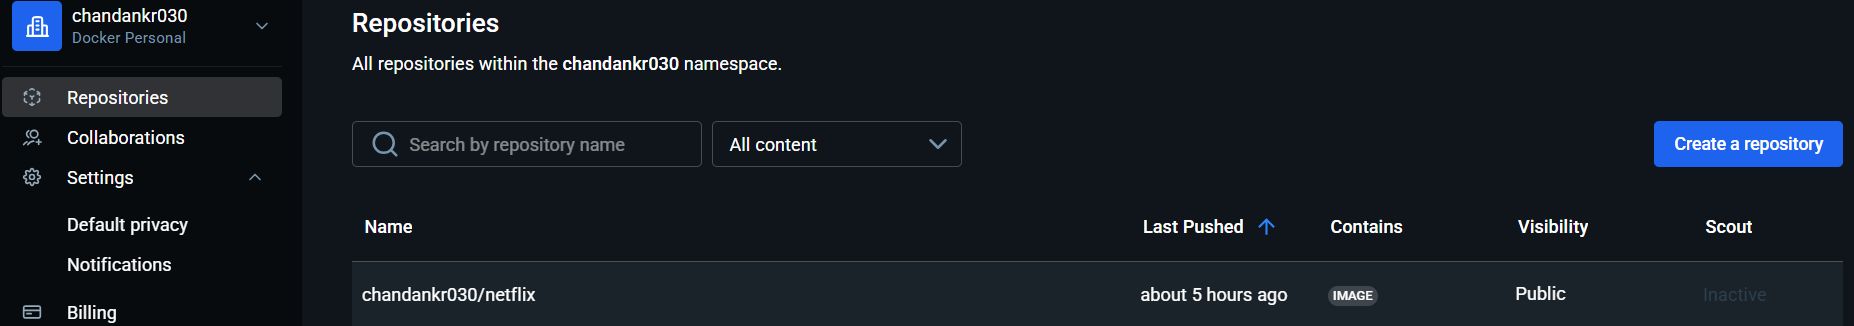 chandankr030
Docker Personal
Repositories
Collaborations
Settings
Default privacy
Notifications
Billing
Repositories
All repositories within the chandankr030 namespace.
Search by repository name
All content
Create a repository
Name Last Pushed Contains Visibility Scout
chandankr030/netflix about 5 hours ago IMAGE Public Inactive